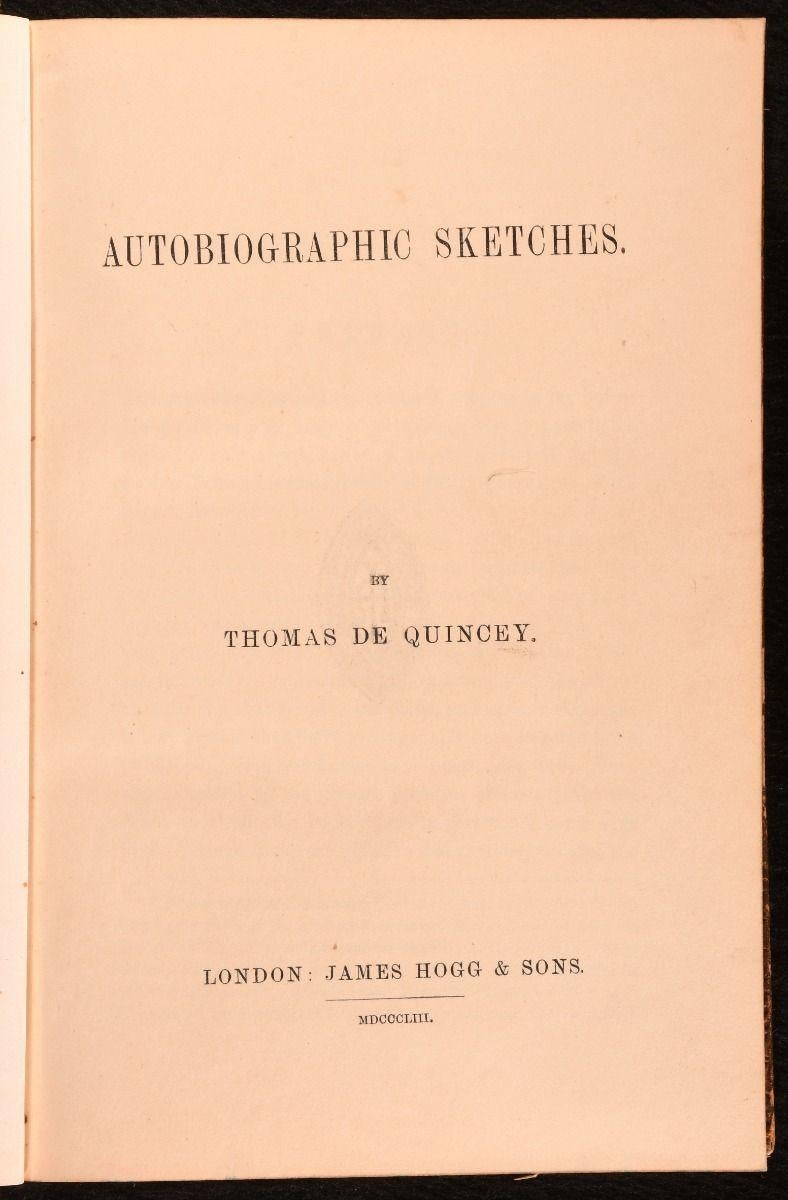 AUTOBIOGRAPHIC SKETCHES.
BY
THOMAS DE QUINCEY.
LONDON: JAMES HOGG & SONS.
MDCCCLIII.